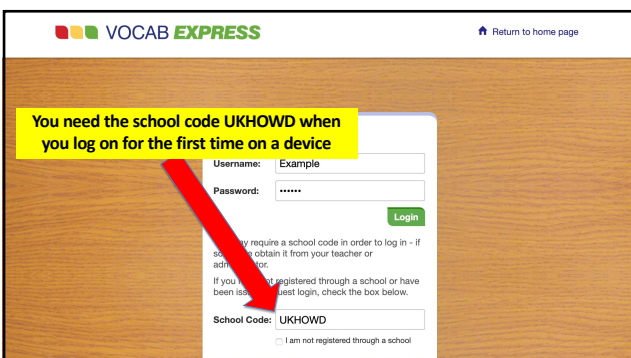 VOCAB EXPRESS
Return to home page
You need the school code UKHOWD when
you log on for the first time on a device
Username: Example
Password: ••••••
Login
require a school code in order to log in - if
obtain it from your teacher or
If you registered through a school or have
been login, check the box below.
School Code: UKHOWD
I am not registered through a school